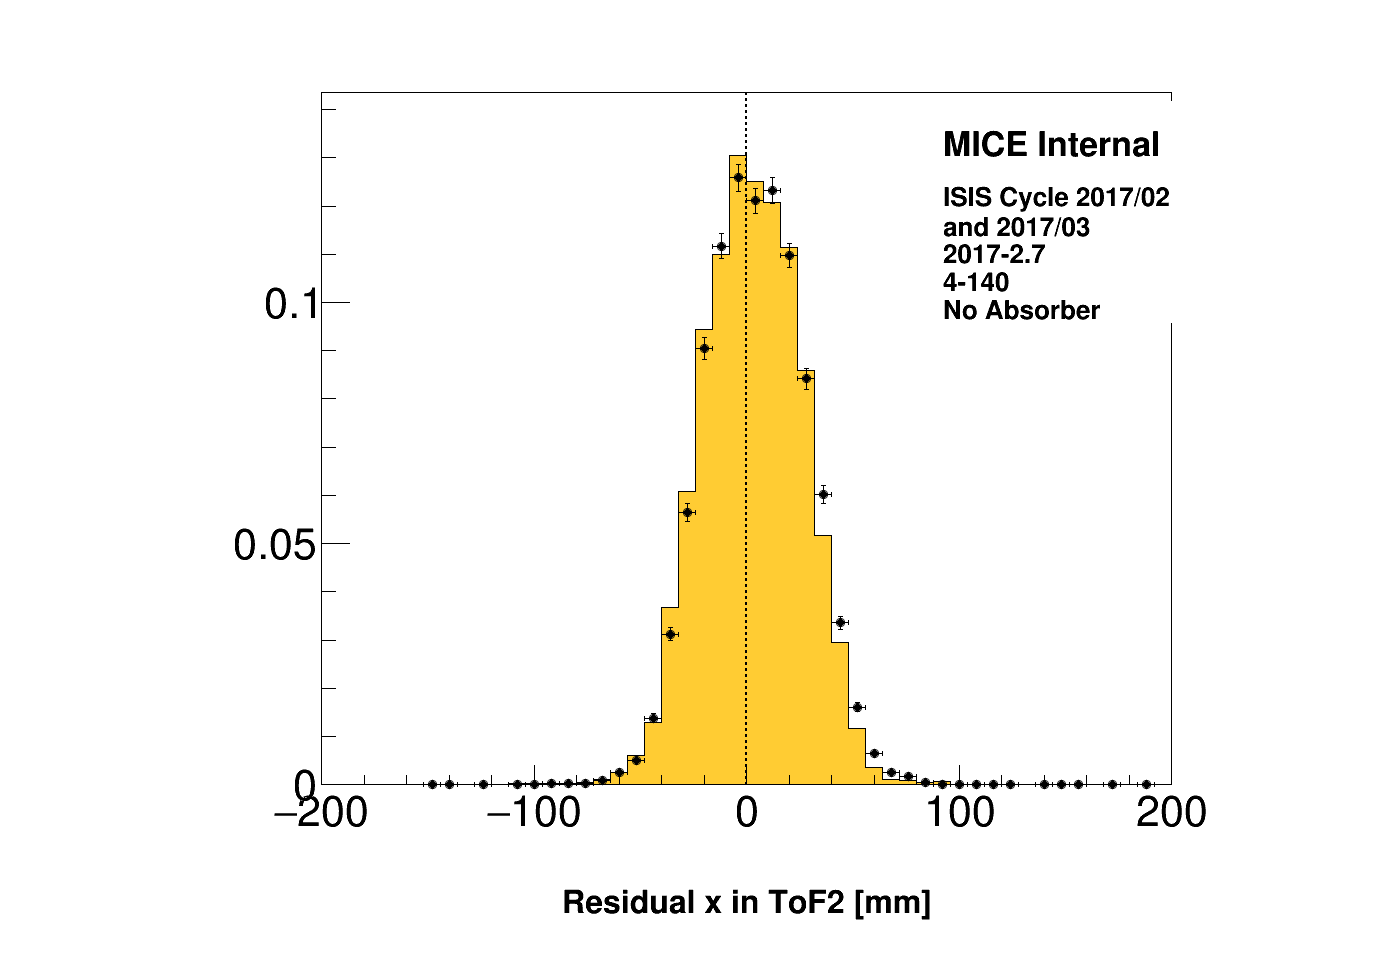 MICE Internal
ISIS Cycle 2017/02
and 2017/03
2017-2.7
4-140
No Absorber
0.1
0.05
0
−200 −100 0 100 200
Residual x in ToF2 [mm]